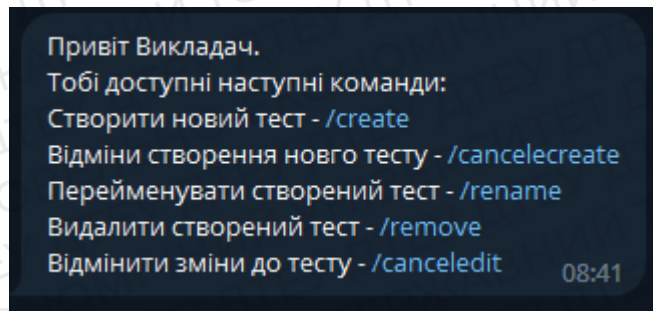 Привіт Викладач.
Тобі доступні наступні команди:
Створити новий тест - /create
Відміни створення новго тесту - /cancelecreate
Перейменувати створений тест - /rename
Видалити створений тест - /remove
Відмінити зміни до тесту - /canceledit
08:41